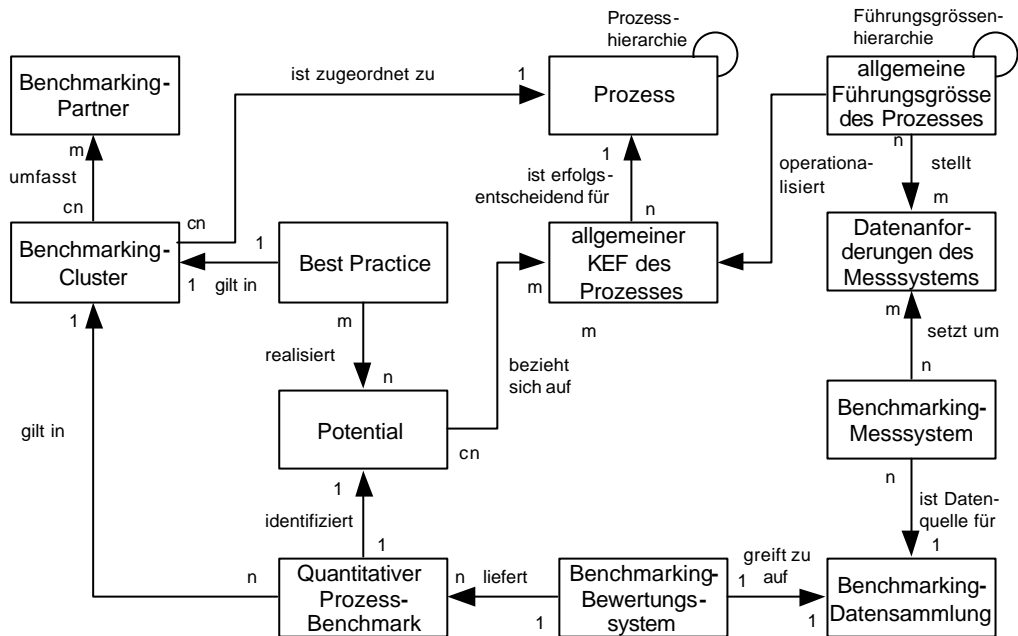 Prozess-
hierarchie
Führungsgrössen-
hierarchie
Benchmarking-
Partner
ist zugeordnet zu
1
Prozess
allgemeine
Führungsgrösse
des Prozesses
m
umfasst
cn
1
ist erfolgs-
entscheidend für
n
operationa-
lisiert
n
stellt
m
Benchmarking-
Cluster
cn
1
1
gilt in
1
Best Practice
allgemeiner
KEF des
Prozesses
m
m
Datenanfor-
derungen des
Messsystems
m
setzt um
n
m
realisiert
n
bezieht
sich auf
gilt in
Potential
cn
Benchmarking-
Messsystem
n
ist Daten-
quelle für
1
1
identifiziert
1
n
Quantitativer
Prozess-
Benchmark
n
liefert
1
Benchmarking-
Bewertungs-
system
1
greift zu
auf
1
Benchmarking-
Datensammlung